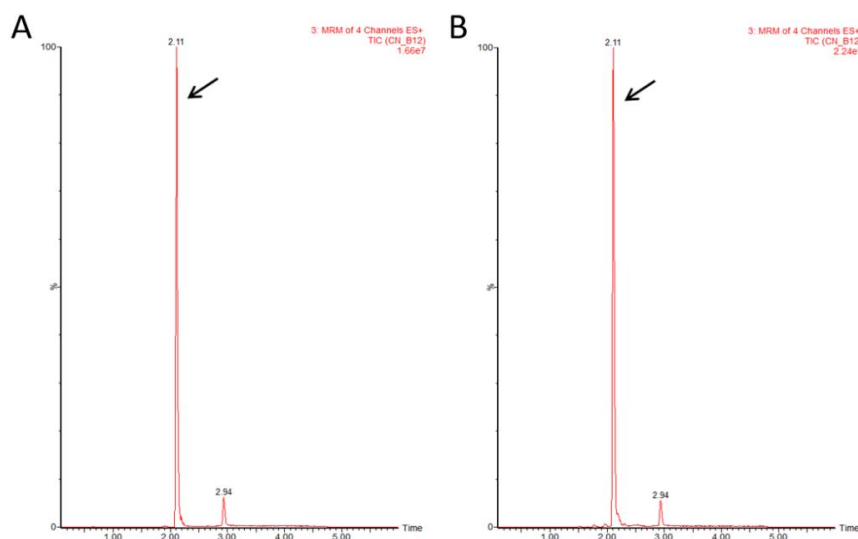 A
3: MRM of 4 Channels ES+
TIC (CN_B12)
1.66e7
100
2.11
%
2.94
0
1.00 2.00 3.00 4.00 5.00
Time
B
3: MRM of 4 Channels ES+
TIC (CN_B12
100
2.11
%
2.94
0
1.00 2.00 3.00 4.00 5.00
Time